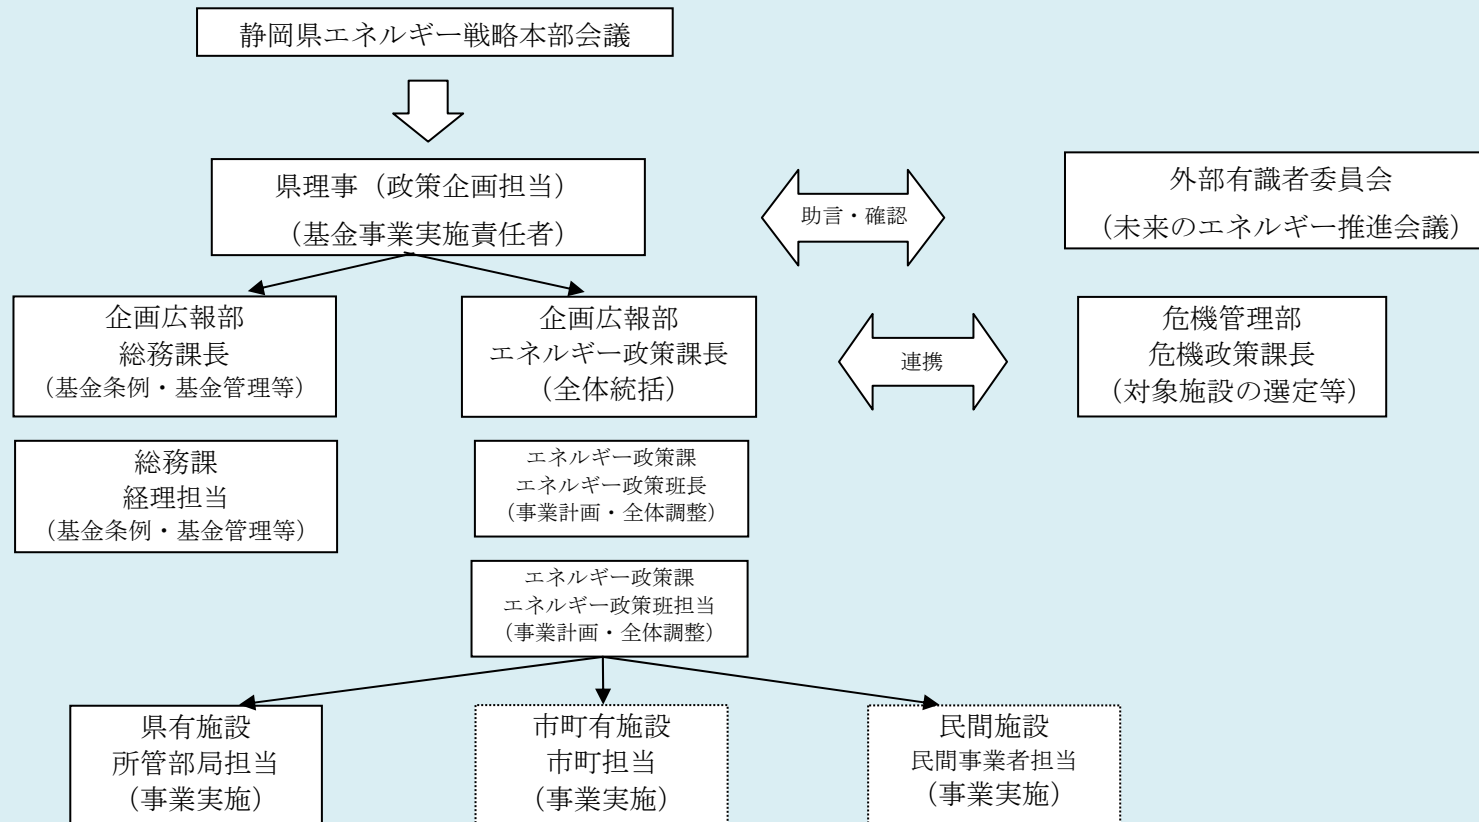 静岡県エネルギー戦略本部会議
県理事（政策企画担当）
（基金事業実施責任者）
助言・確認
外部有識者委員会
（未来のエネルギー推進会議）
企画広報部
総務課長
（基金条例・基金管理等）
企画広報部
エネルギー政策課長
（全体統括）
連携
危機管理部
危機政策課長
（対象施設の選定等）
総務課
経理担当
（基金条例・基金管理等）
エネルギー政策課
エネルギー政策班長
（事業計画・全体調整）
エネルギー政策課
エネルギー政策班担当
（事業計画・全体調整）
県有施設
所管部局担当
（事業実施）
市町有施設
市町担当
（事業実施）
民間施設
民間事業者担当
（事業実施）